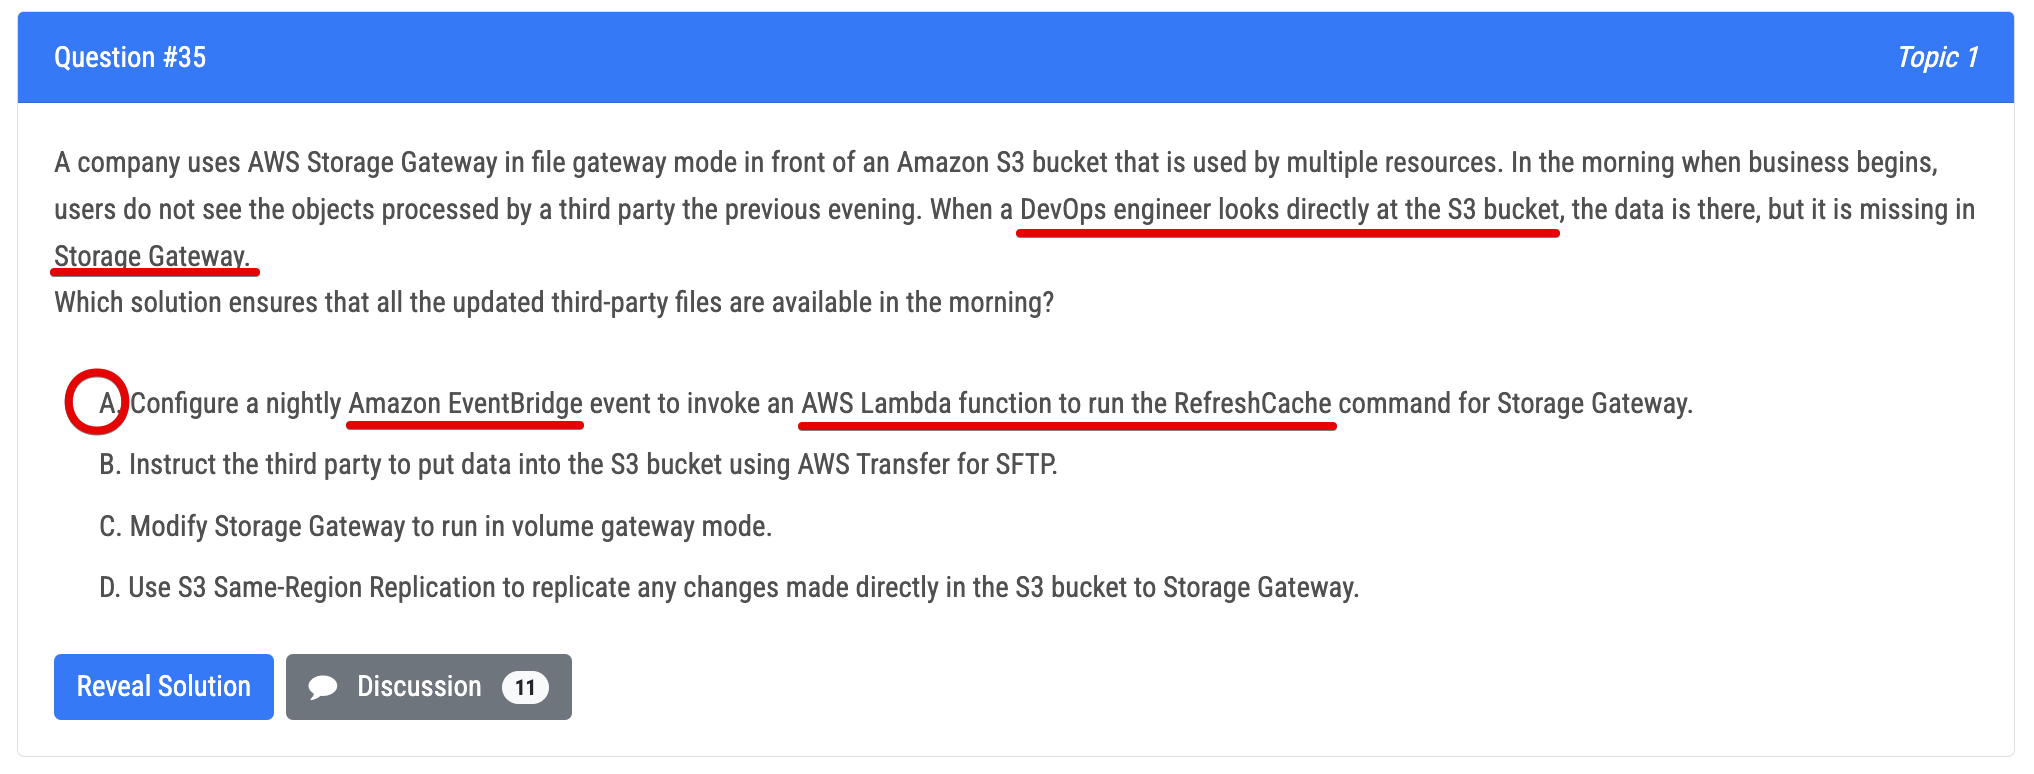 Question #35
Topic 1
A company uses AWS Storage Gateway in file gateway mode in front of an Amazon S3 bucket that is used by multiple resources. In the morning when business begins,
users do not see the objects processed by a third party the previous evening. When a DevOps engineer looks directly at the S3 bucket, the data is there, but it is missing in
Storage Gateway.
Which solution ensures that all the updated third-party files are available in the morning?
A. Configure a nightly Amazon EventBridge event to invoke an AWS Lambda function to run the RefreshCache command for Storage Gateway.
B. Instruct the third party to put data into the S3 bucket using AWS Transfer for SFTP.
C. Modify Storage Gateway to run in volume gateway mode.
D. Use S3 Same-Region Replication to replicate any changes made directly in the S3 bucket to Storage Gateway.
Reveal Solution
Discussion 11